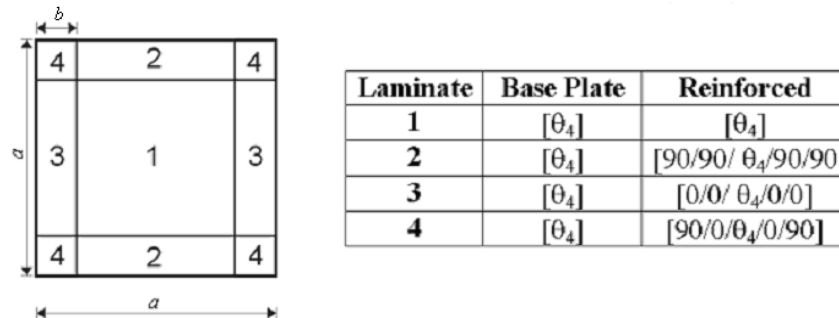 b
4 2 4
a
3 1 3
4 2 4
a
Laminate Base Plate Reinforced
1 [θ₄] [θ₄]
2 [θ₄] [90/90/ θ₄/90/90
3 [θ₄] [0/0/ θ₄/0/0]
4 [θ₄] [90/0/θ₄/0/90]